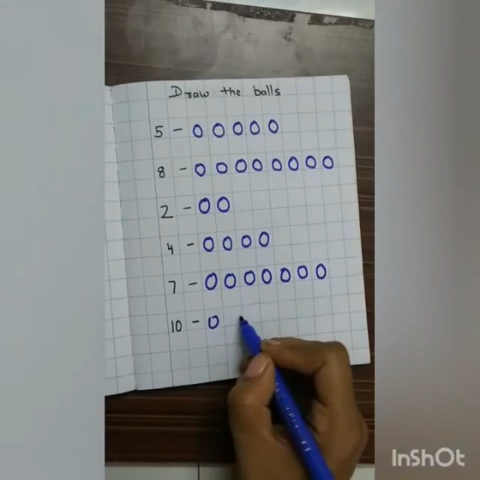 Draw the balls
5 - O O O O O
8 - O O O O O O O O
2 - O O
4 - O O O O
7 - O O O O O O O
10 - O
InShOt